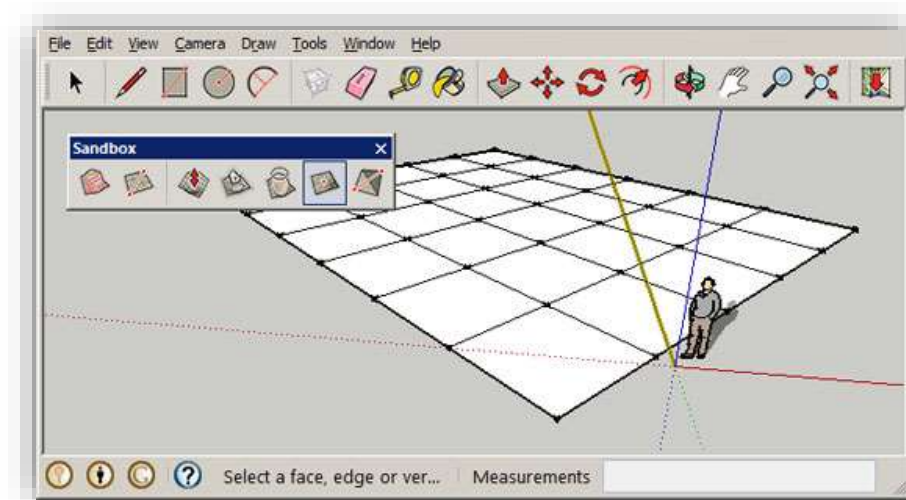 File Edit View Camera Draw Tools Window Help
Sandbox
Select a face, edge or ver... Measurements